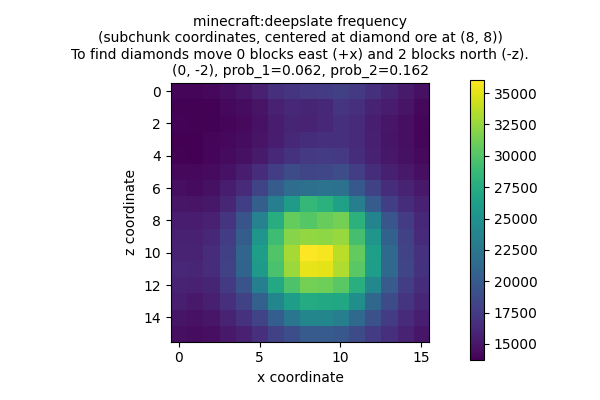 minecraft:deepslate frequency
(subchunk coordinates, centered at diamond ore at (8, 8))
To find diamonds move 0 blocks east (+x) and 2 blocks north (-z).
(0, -2), prob_1=0.062, prob_2=0.162
0
2
4
6
8
10
12
14
z coordinate
0 5 10 15
x coordinate
35000
32500
30000
27500
25000
22500
20000
17500
15000